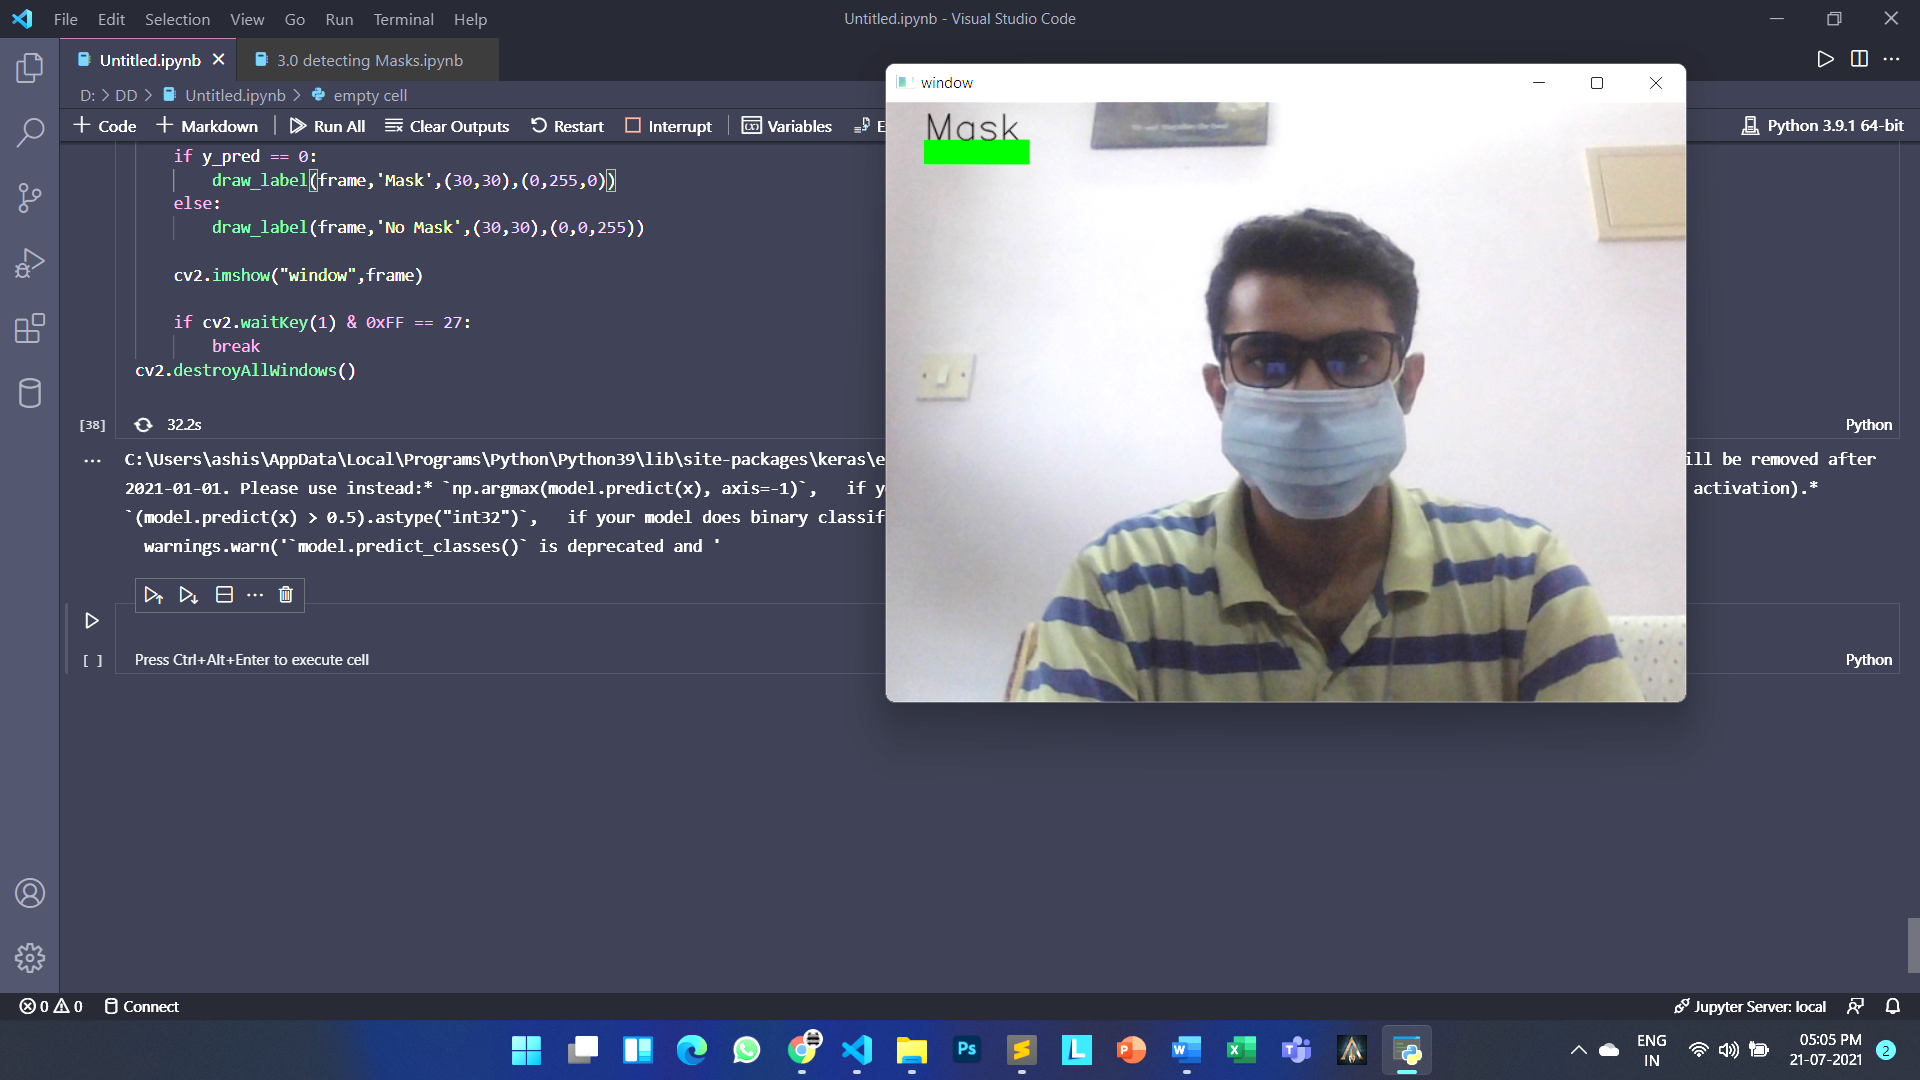 File Edit Selection View Go Run Terminal Help
Untitled.ipynb - Visual Studio Code
Untitled.ipynb
3.0 detecting Masks.ipynb
D: > DD > Untitled.ipynb > empty cell
+ Code + Markdown Run All Clear Outputs Restart Interrupt Variables E
Python 3.9.1 64-bit
if y_pred == 0:
draw_label(frame,'Mask',(30,30),(0,255,0))
else:
draw_label(frame,'No Mask',(30,30),(0,0,255))
cv2.imshow("window",frame)
if cv2.waitKey(1) & 0xFF == 27:
break
cv2.destroyAllWindows()
[38] 32.2s
Python
C:\Users\ashis\AppData\Local\Programs\Python\Python39\lib\site-packages\keras\e
ill be removed after
2021-01-01. Please use instead:* `np.argmax(model.predict(x), axis=-1)`, if y
activation).*
`(model.predict(x) > 0.5).astype("int32")`, if your model does binary classif
warnings.warn('`model.predict_classes()` is deprecated and '
[ ] Press Ctrl+Alt+Enter to execute cell
Python
window
Mask
0 0 Connect
Jupyter Server: local
Ps
ENG
IN
05:05 PM
21-07-2021
2